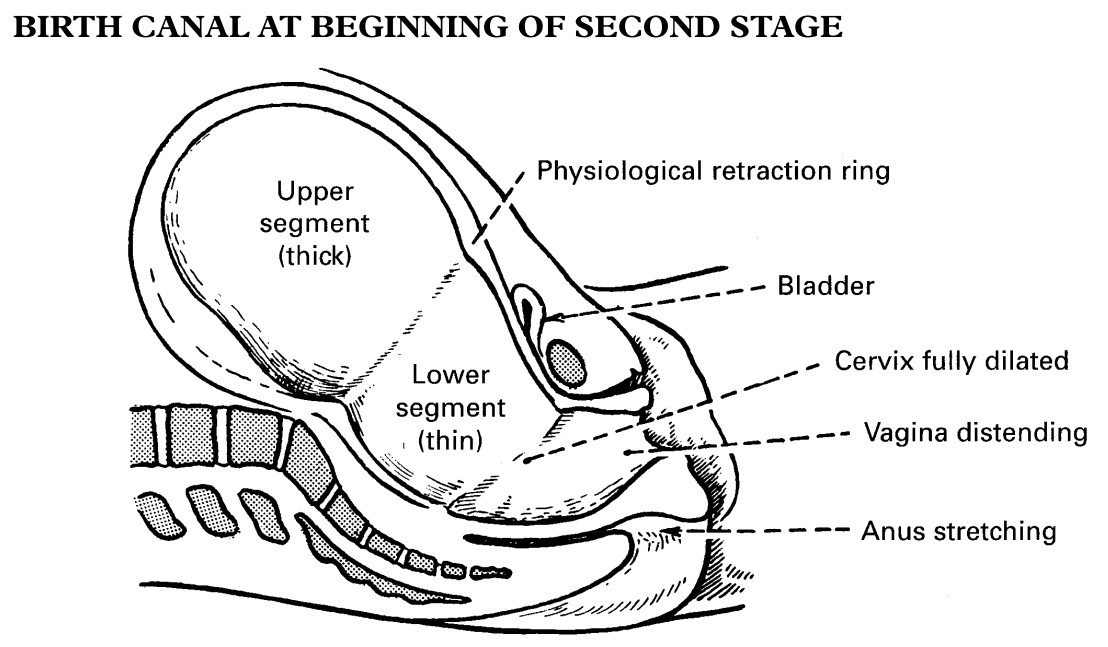 BIRTH CANAL AT BEGINNING OF SECOND STAGE
Upper
segment
(thick)
Physiological retraction ring
Bladder
Lower
segment
(thin)
Cervix fully dilated
Vagina distending
Anus stretching